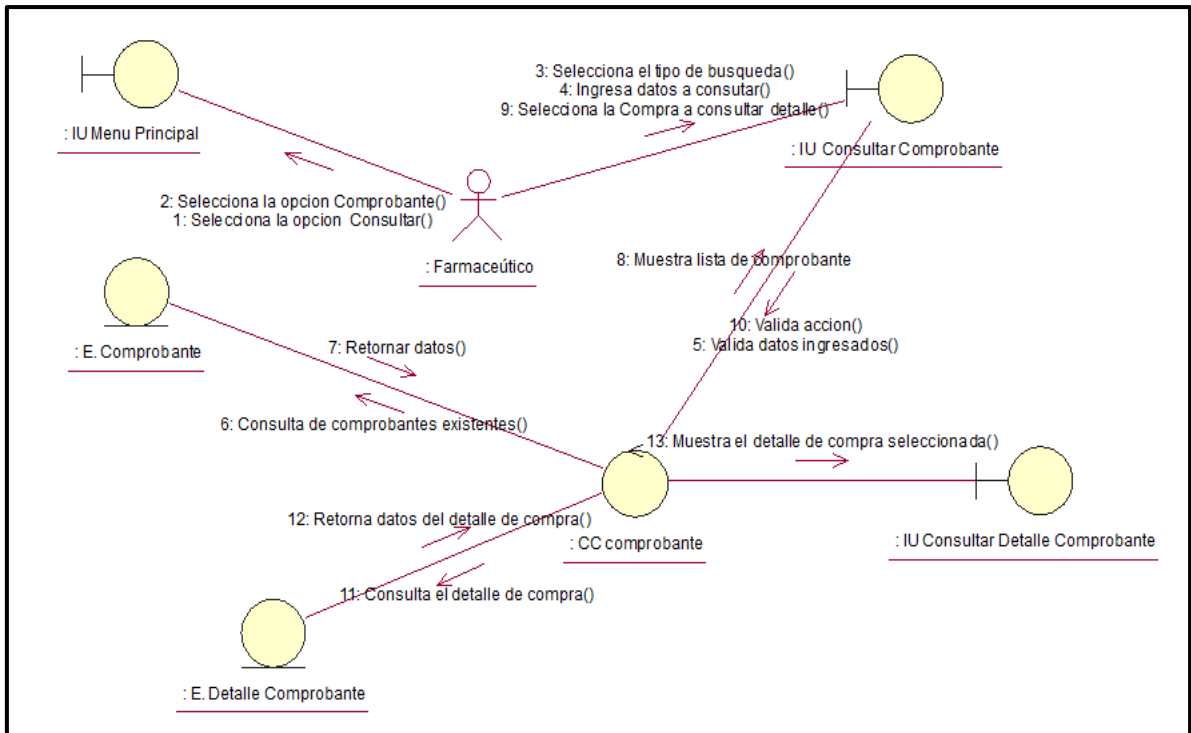 3: Selecciona el tipo de busqueda()
4: Ingresa datos a consutar()
9: Selecciona la Compra a consultar detalle()
: IU Menu Principal
: IU Consultar Comprobante
2: Selecciona la opcion Comprobante()
1: Selecciona la opcion Consultar()
: Farmaceútico
8: Muestra lista de comprobante
10: Valida accion()
5: Valida datos ingresados()
: E. Comprobante
7: Retornar datos()
6: Consulta de comprobantes existentes()
13: Muestra el detalle de compra seleccionada()
12: Retorna datos del detalle de compra()
: CC comprobante
: IU Consultar Detalle Comprobante
11: Consulta el detalle de compra()
: E. Detalle Comprobante